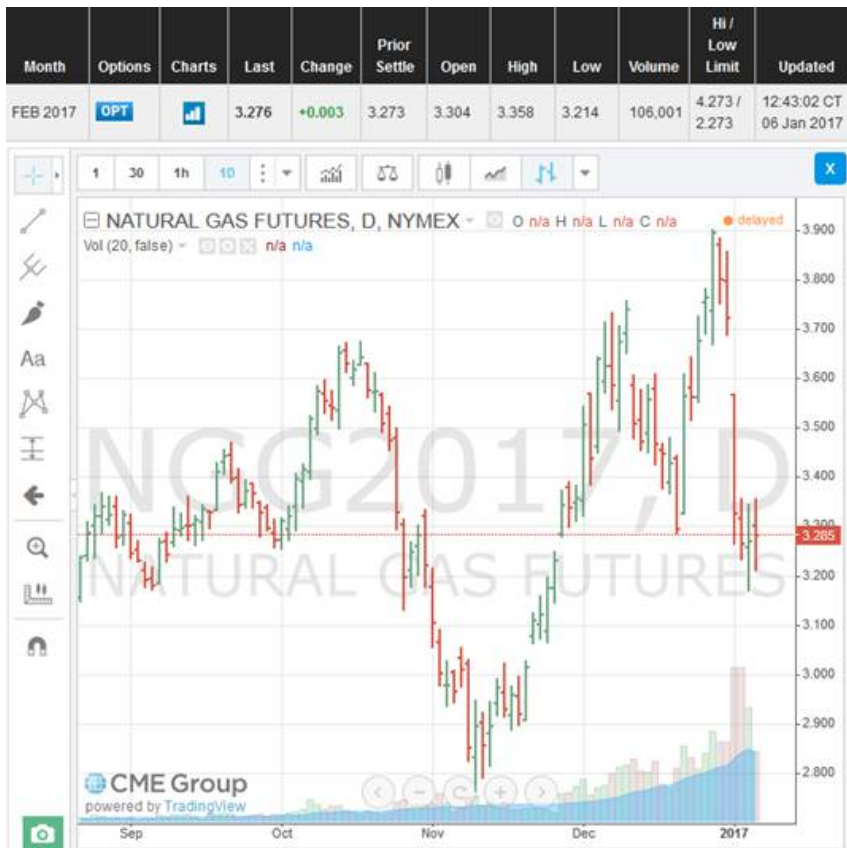 Month Options Charts Last Change Prior Settle Open High Low Volume Hi / Low Limit Updated
FEB 2017 OPT 3.276 +0.003 3.273 3.304 3.358 3.214 106,001 4.273 / 2.273 12:43:02 CT 06 Jan 2017
1 30 1h 1D X
NATURAL GAS FUTURES, D, NYMEX O n/a H n/a L n/a C n/a delayed
Vol (20, false) n/a n/a
Aa
NGG2017, D
NATURAL GAS FUTURES
3.900
3.800
3.700
3.600
3.500
3.400
3.300
3.285
3.200
3.100
3.000
2.900
2.800
CME Group
powered by TradingView
Sep Oct Nov Dec 2017